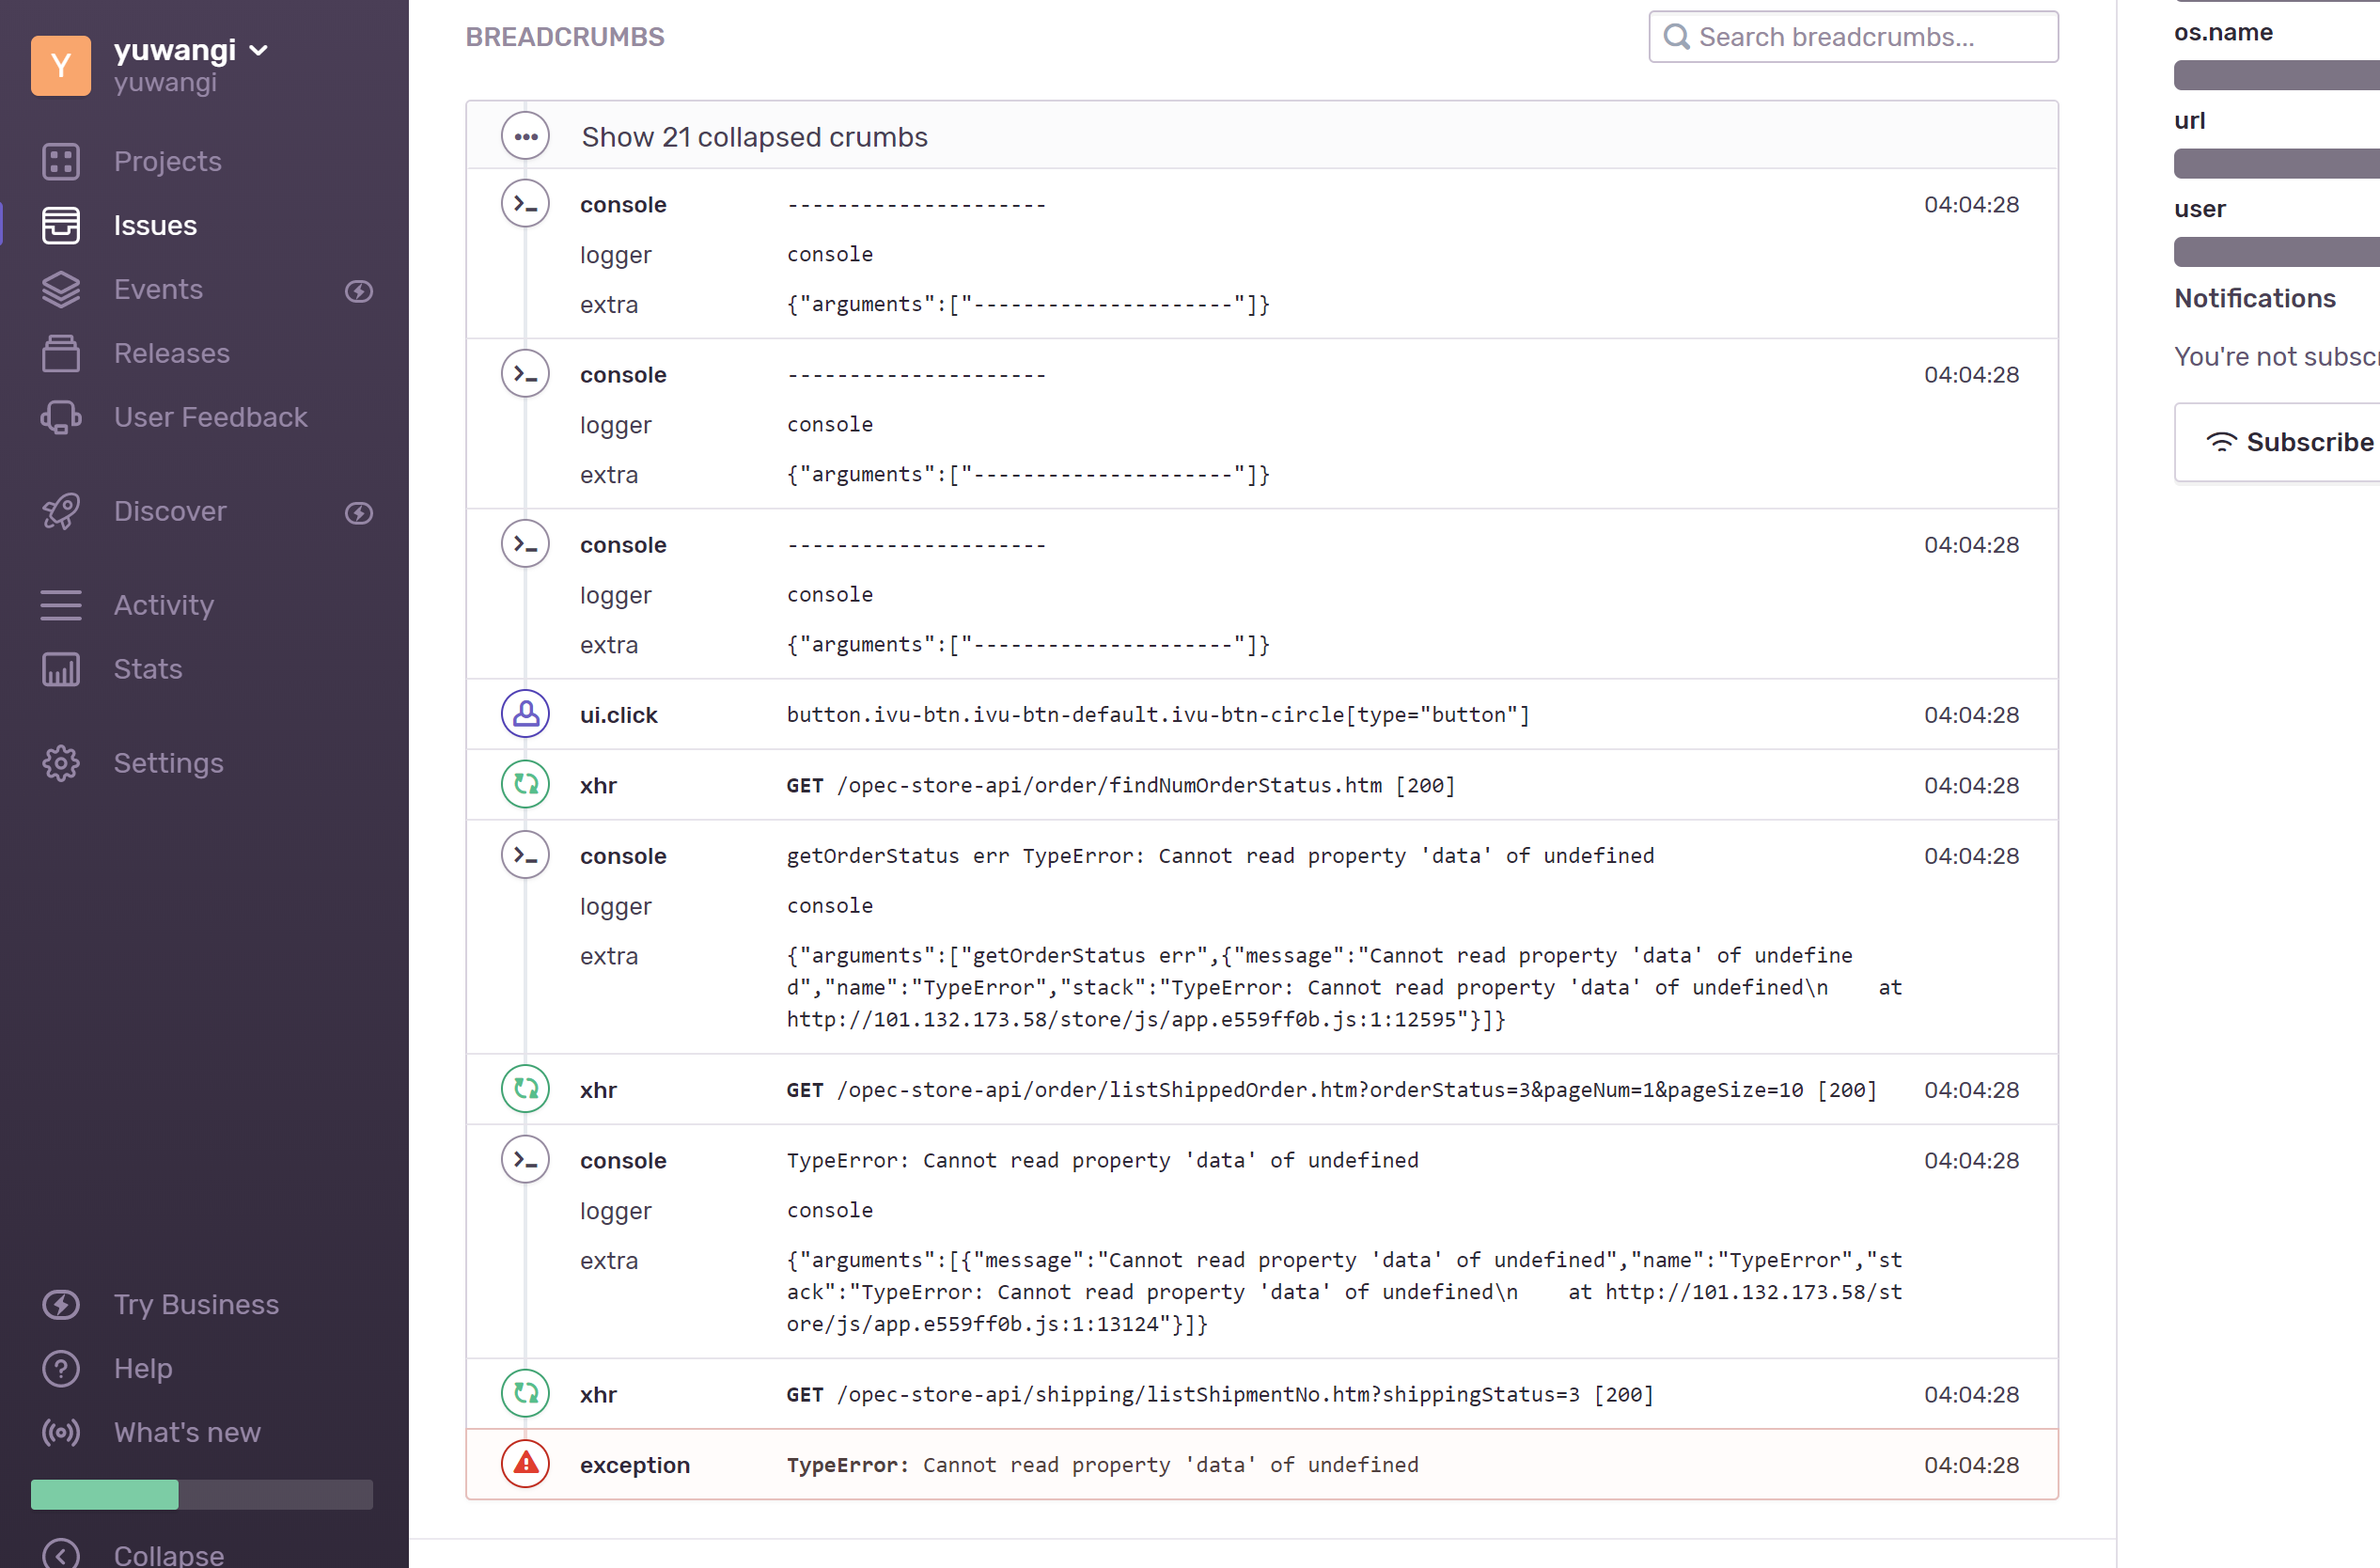 Y
yuwangi
yuwangi
Projects
Issues
Events
Releases
User Feedback
Discover
Activity
Stats
Settings
Try Business
Help
What's new
Collapse
BREADCRUMBS
Search breadcrumbs...
Show 21 collapsed crumbs
console --------------------- 04:04:28
logger console
extra {"arguments":["---------------------"]}
console --------------------- 04:04:28
logger console
extra {"arguments":["---------------------"]}
console --------------------- 04:04:28
logger console
extra {"arguments":["---------------------"]}
ui.click button.ivu-btn.ivu-btn-default.ivu-btn-circle[type="button"] 04:04:28
xhr GET /opec-store-api/order/findNumOrderStatus.htm [200] 04:04:28
console getOrderStatus err TypeError: Cannot read property 'data' of undefined 04:04:28
logger console
extra {"arguments":["getOrderStatus err",{"message":"Cannot read property 'data' of undefine
d","name":"TypeError","stack":"TypeError: Cannot read property 'data' of undefined\n    at
http://101.132.173.58/store/js/app.e559ff0b.js:1:12595"}]}
xhr GET /opec-store-api/order/listShippedOrder.htm?orderStatus=3&pageNum=1&pageSize=10 [200] 04:04:28
console TypeError: Cannot read property 'data' of undefined 04:04:28
logger console
extra {"arguments":[{"message":"Cannot read property 'data' of undefined","name":"TypeError","st
ack":"TypeError: Cannot read property 'data' of undefined\n    at http://101.132.173.58/st
ore/js/app.e559ff0b.js:1:13124"}]}
xhr GET /opec-store-api/shipping/listShipmentNo.htm?shippingStatus=3 [200] 04:04:28
exception TypeError: Cannot read property 'data' of undefined 04:04:28
os.name
url
user
Notifications
You're not subscr
Subscribe